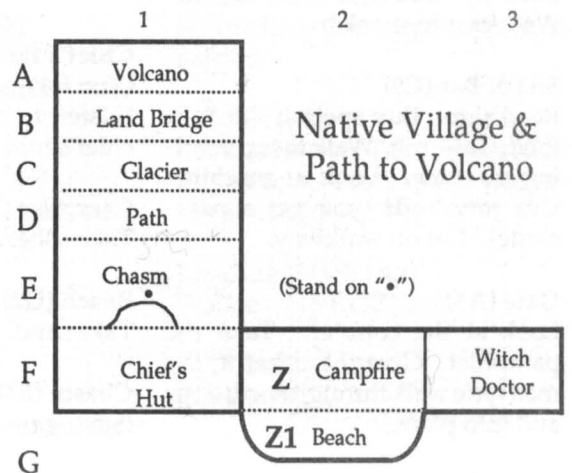 1 2 3
A Volcano
B Land Bridge Native Village &
C Glacier Path to Volcano
D Path
Chasm
E • (Stand on "•")
F Chief's Z Campfire Witch
Hut Doctor
Z1 Beach
G